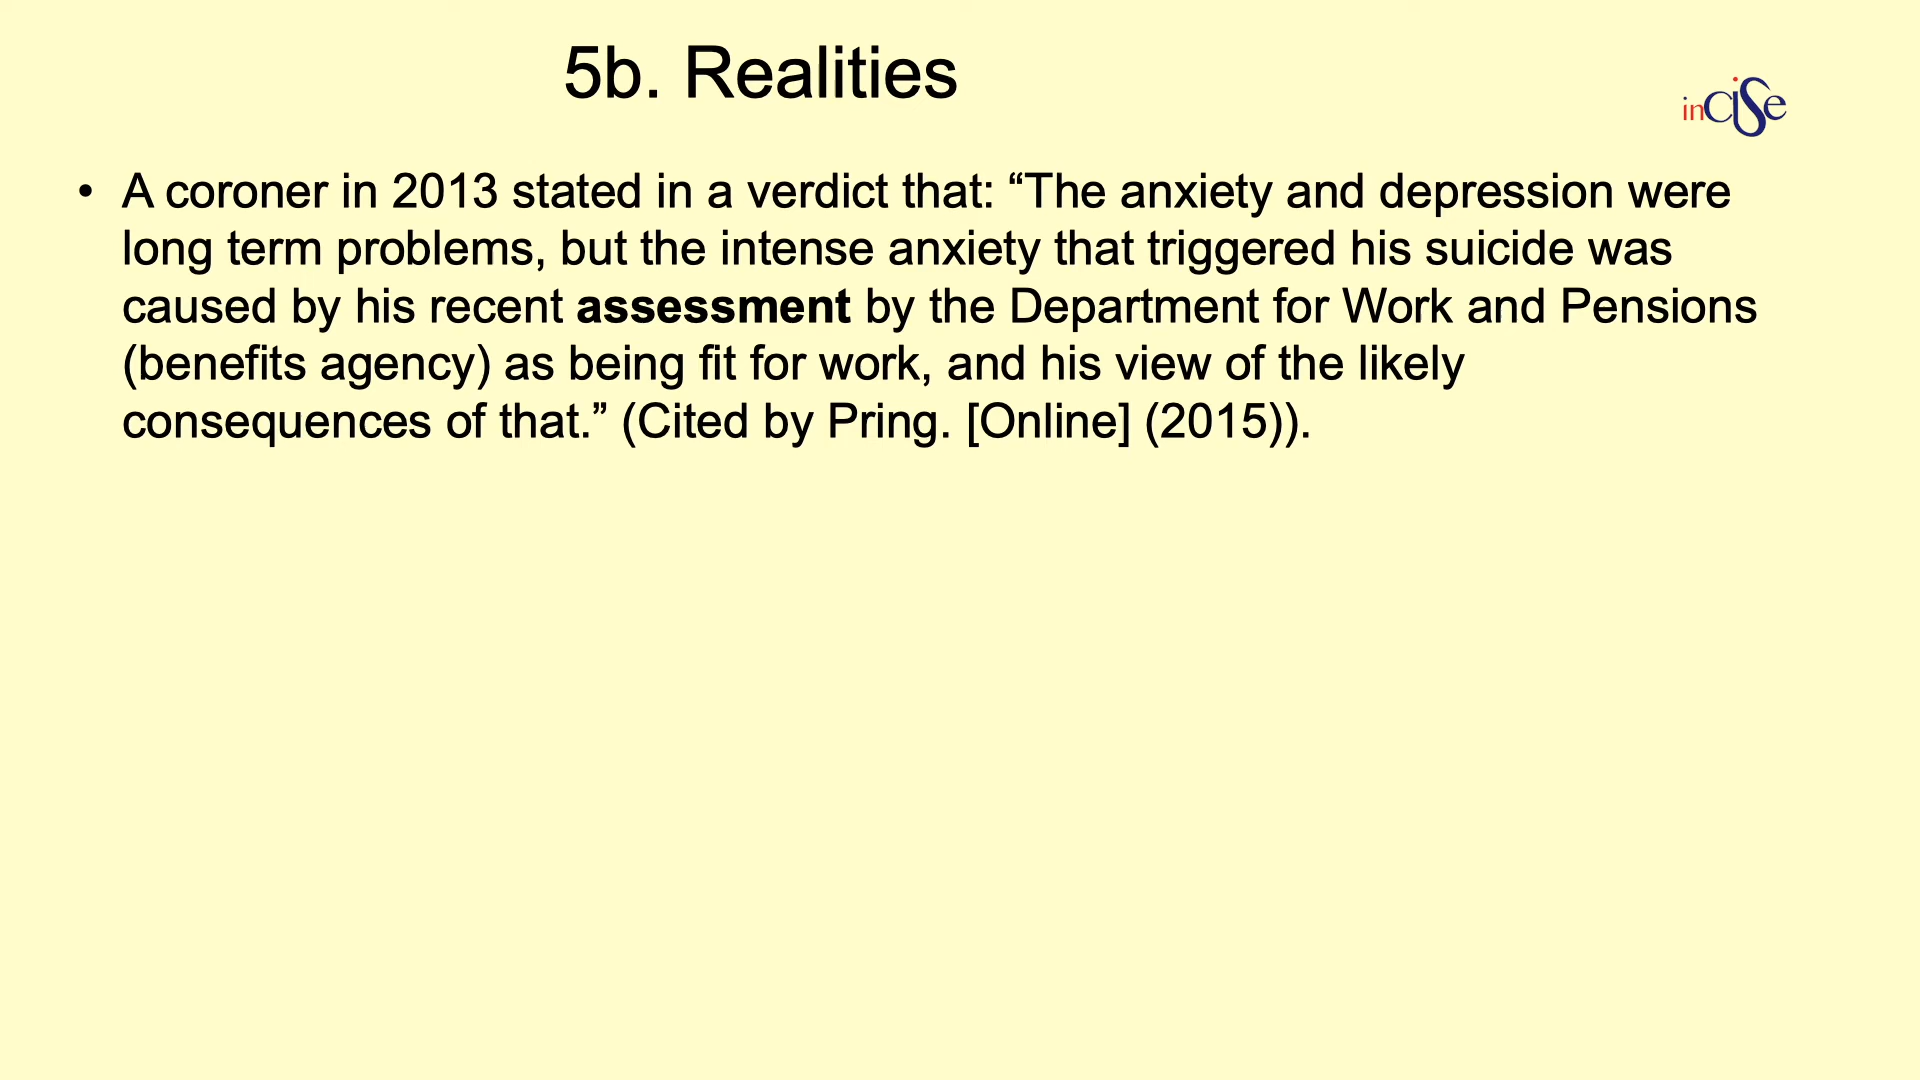 5b. Realities
inCiSe
• A coroner in 2013 stated in a verdict that: “The anxiety and depression were
long term problems, but the intense anxiety that triggered his suicide was
caused by his recent assessment by the Department for Work and Pensions
(benefits agency) as being fit for work, and his view of the likely
consequences of that.” (Cited by Pring. [Online] (2015)).